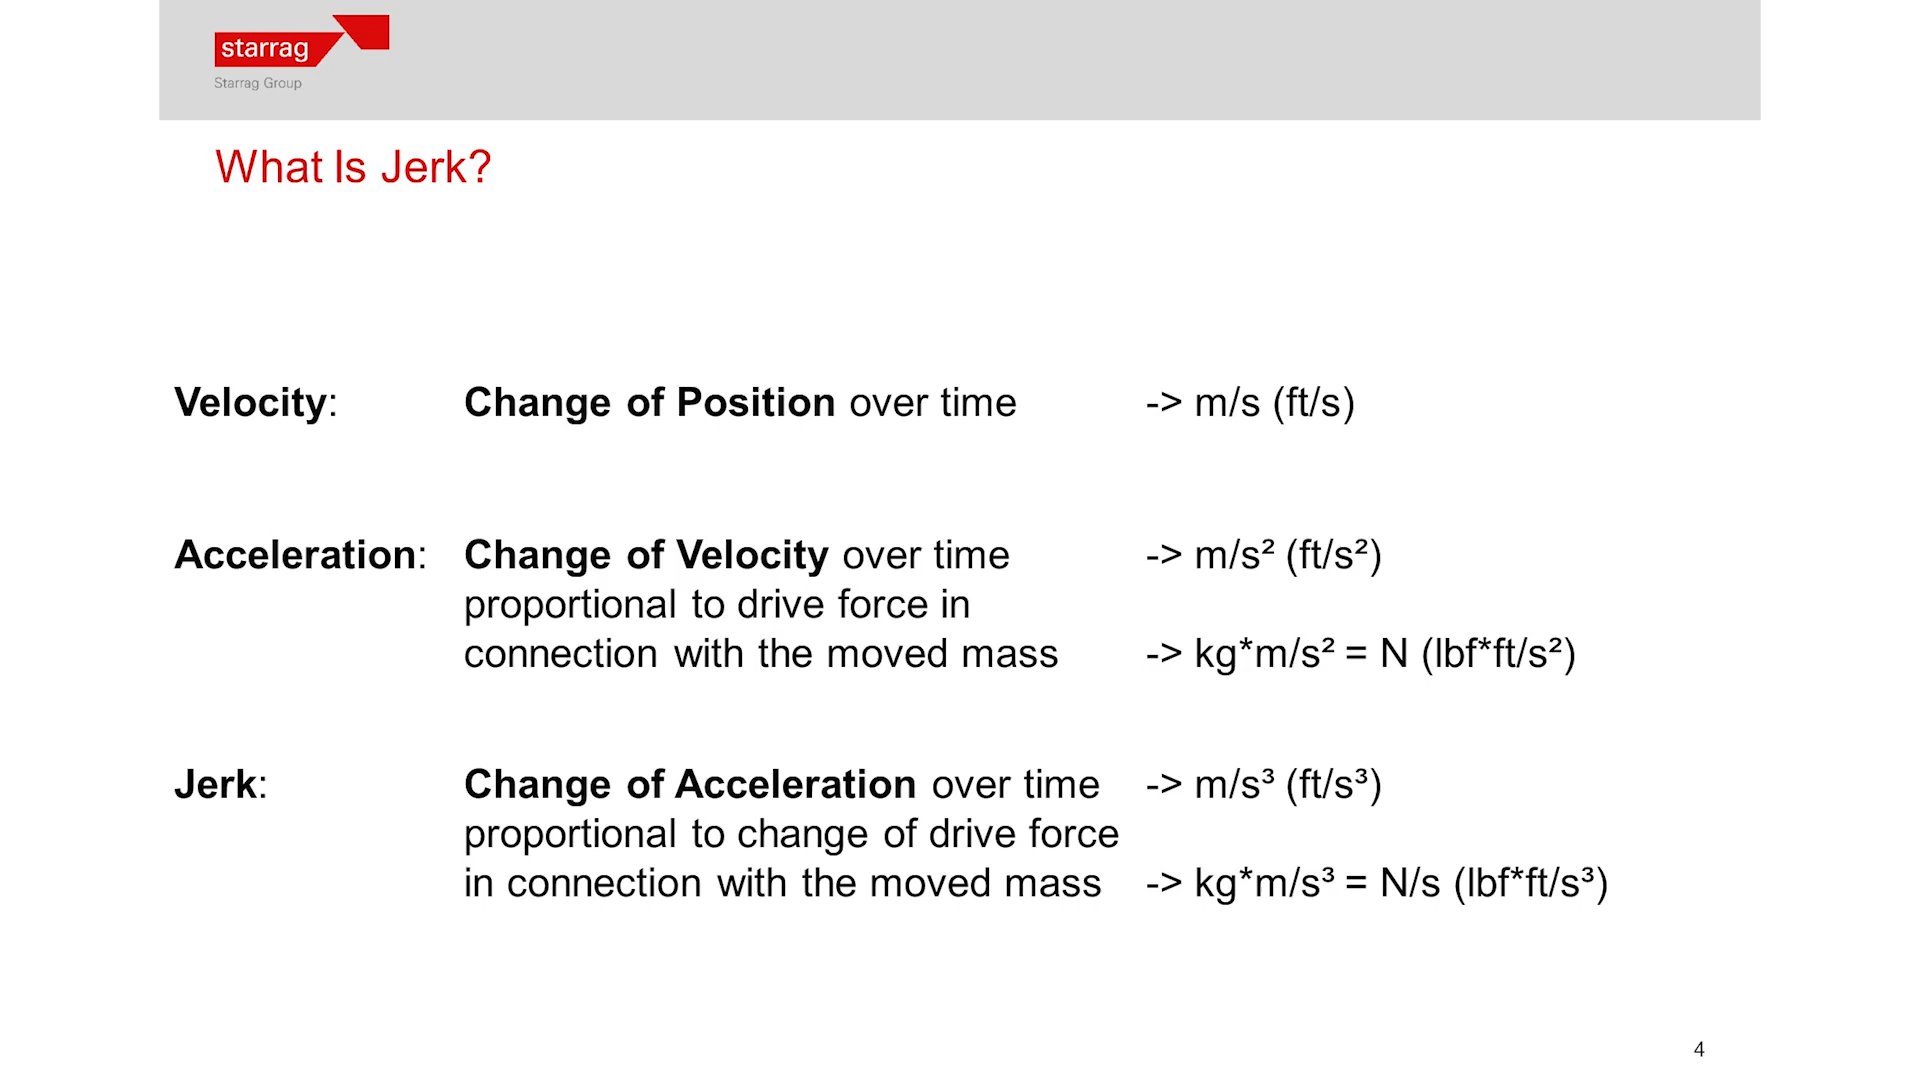 starrag
Starrag Group
What Is Jerk?
Velocity: Change of Position over time -> m/s (ft/s)
Acceleration: Change of Velocity over time -> m/s² (ft/s²)
proportional to drive force in
connection with the moved mass -> kg*m/s² = N (lbf*ft/s²)
Jerk: Change of Acceleration over time -> m/s³ (ft/s³)
proportional to change of drive force
in connection with the moved mass -> kg*m/s³ = N/s (lbf*ft/s³)
4